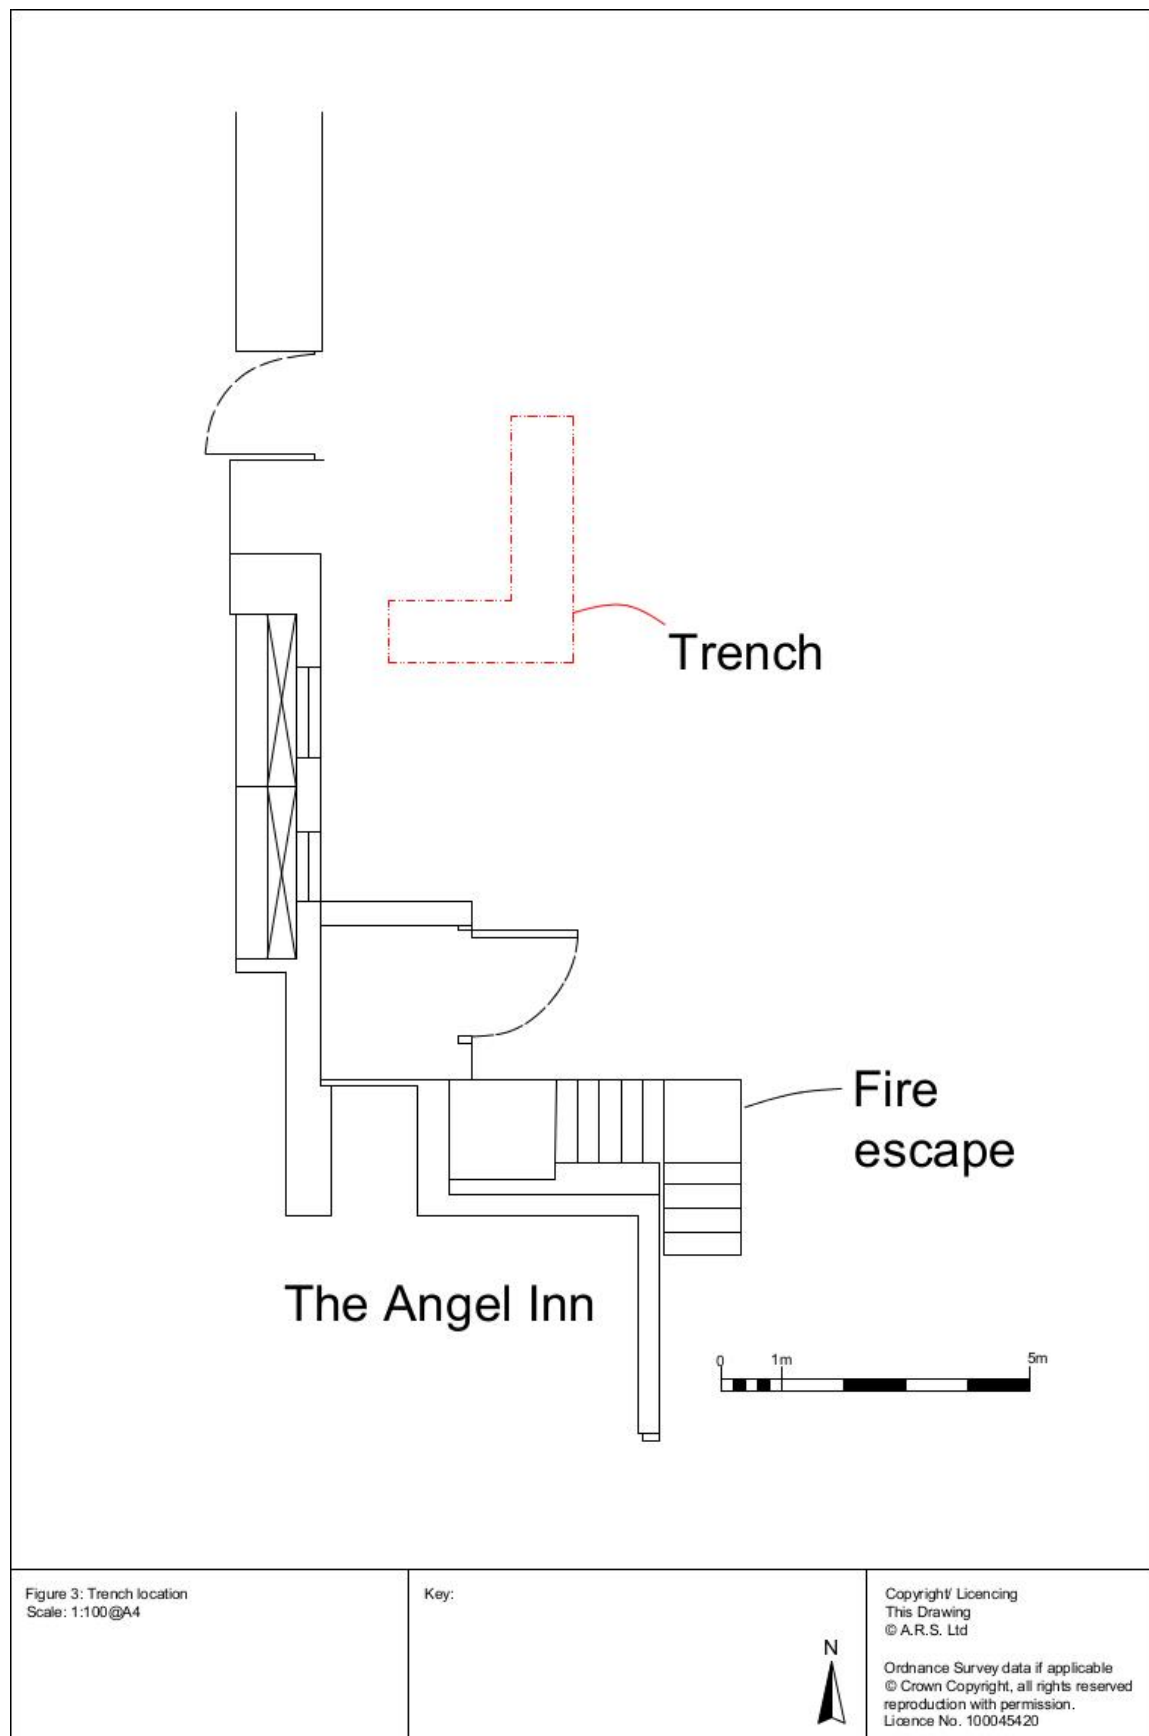 Trench
Fire
escape
The Angel Inn
0 1m 5m
Figure 3: Trench location
Scale: 1:100@A4
Key:
N
Copyright/ Licencing
This Drawing
© A.R.S. Ltd
Ordnance Survey data if applicable
© Crown Copyright, all rights reserved
reproduction with permission.
Licence No. 100045420